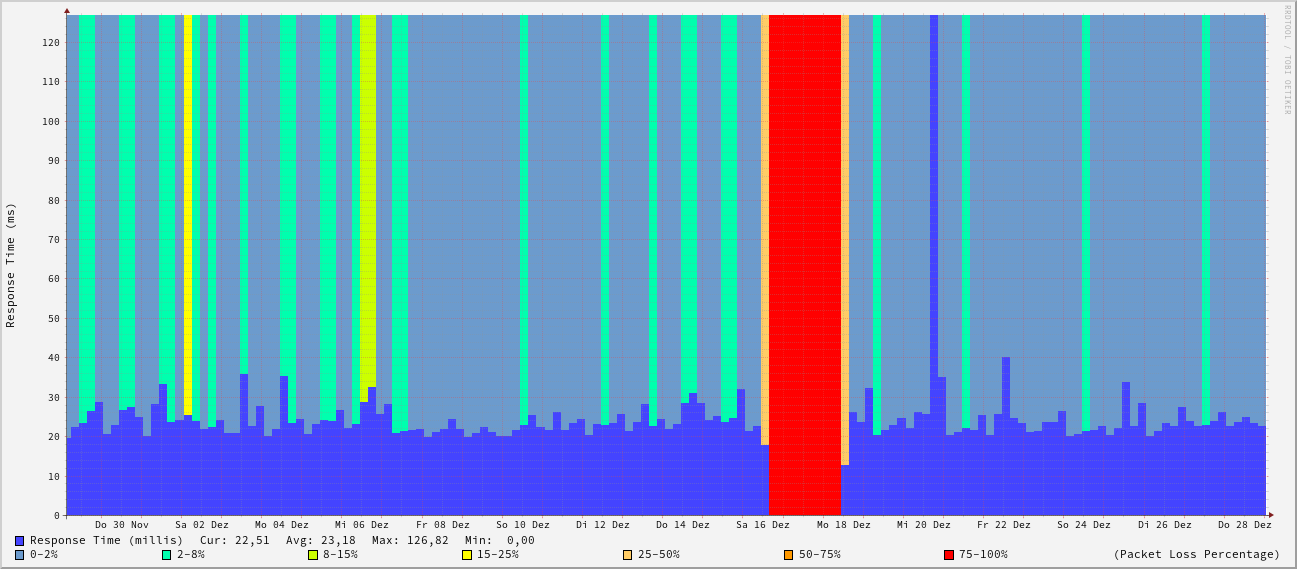 RRDTOOL / TOBI OETIKER
Response Time (ms)
120
110
100
90
80
70
60
50
40
30
20
10
0
Do 30 Nov Sa 02 Dez Mo 04 Dez Mi 06 Dez Fr 08 Dez So 10 Dez Di 12 Dez Do 14 Dez Sa 16 Dez Mo 18 Dez Mi 20 Dez Fr 22 Dez So 24 Dez Di 26 Dez Do 28 Dez
Response Time (millis) Cur: 22,51 Avg: 23,18 Max: 126,82 Min: 0,00
0-2% 2-8% 8-15% 15-25% 25-50% 50-75% 75-100% (Packet Loss Percentage)